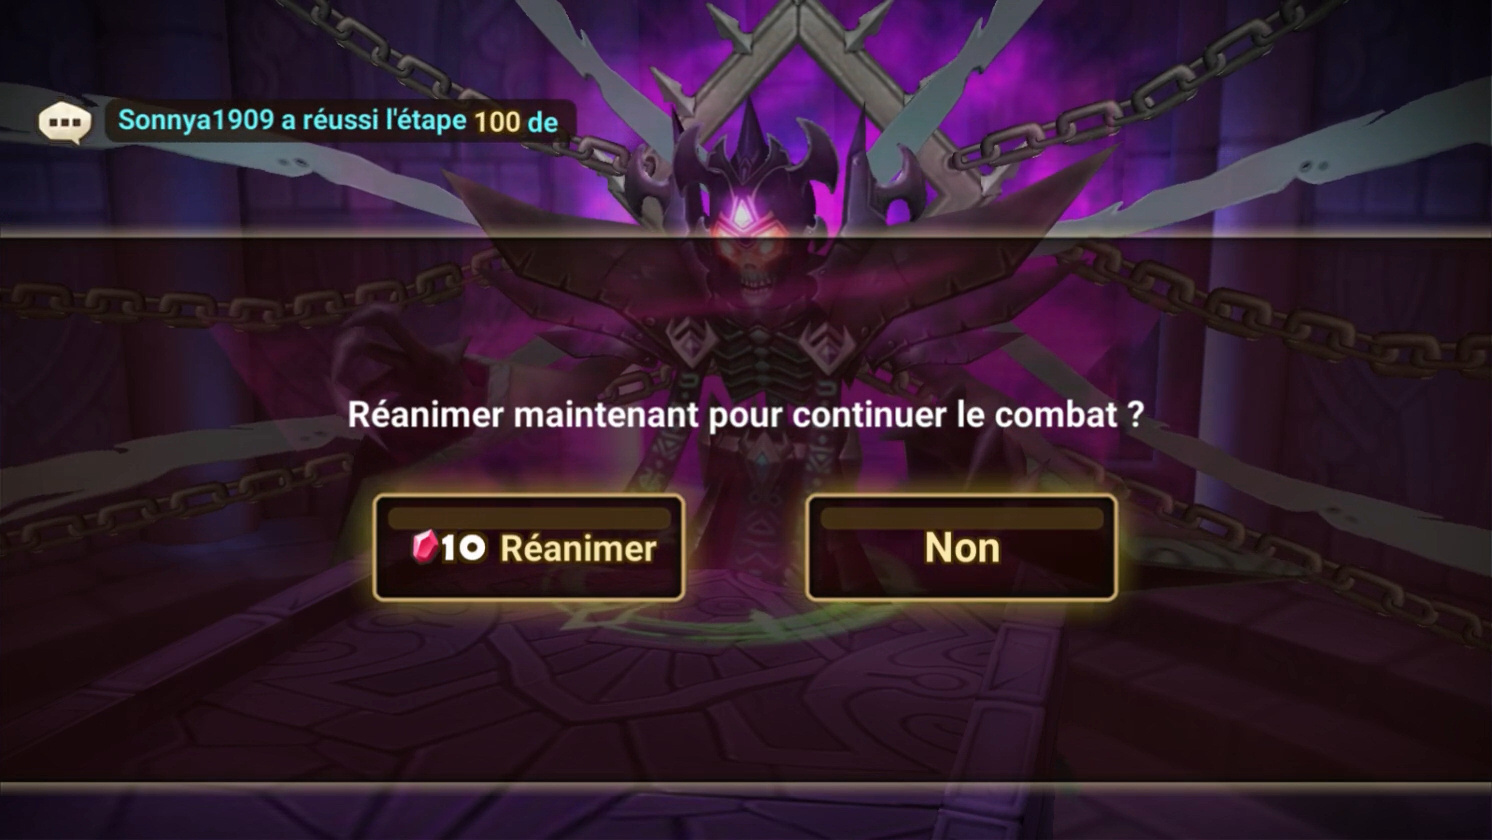 Sonnya1909 a réussi l'étape 100 de
Réanimer maintenant pour continuer le combat ?
10 Réanimer
Non